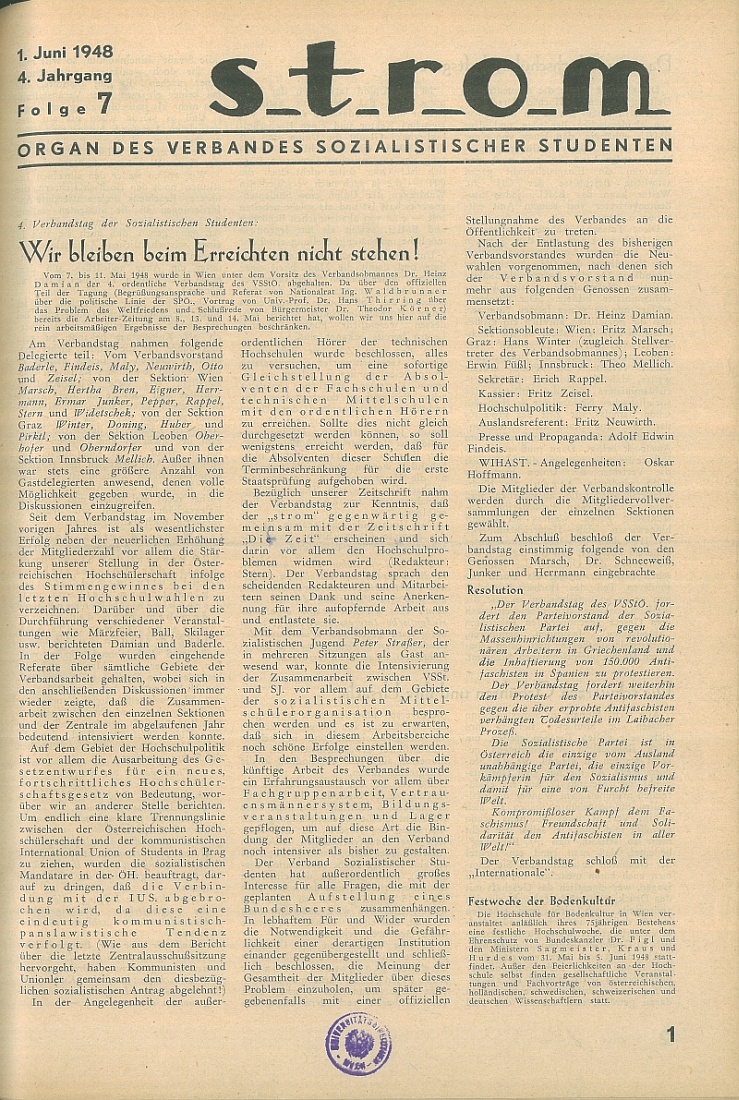 1. Juni 1948
4. Jahrgang
Folge 7
s_t_r_o_m_
ORGAN DES VERBANDES SOZIALISTISCHER STUDENTEN
4. Verbandstag der Sozialistischen Studenten:
Wir bleiben beim Erreichten nicht stehen!
Vom 7. bis 11. Mai 1948 wurde in Wien unter dem Vorsitz des Verbandsobmannes Dr. Heinz
Damian der 4. ordentliche Verbandstag des VSStÖ. abgehalten. Da über den offiziellen
Teil der Tagung (Begrüßungsansprache und Referat von Nationalrat Ing. Waldbrunner
über die politische Linie der SPÖ., Vortrag von Univ.-Prof. Dr. Hans Thirring über
das Problem des Weltfriedens und Schlußrede von Bürgermeister Dr. Theodor Körner)
bereits die Arbeiter-Zeitung am 8., 13. und 14. Mai berichtet hat, wollen wir uns hier auf die
rein arbeitsmäßigen Ergebnisse der Besprechungen beschränken.
Am Verbandstag nahmen folgende
Delegierte teil: Vom Verbandsvorstand
Baderle, Findeis, Maly, Neuwirth, Otto
und Zeisel; von der Sektion Wien
Marsch, Hertha Bren, Eigner, Herr-
mann, Ermar Junker, Pepper, Rappel,
Stern und Widetschek; von der Sektion
Graz Winter, Doning, Huber und
Pirktl; von der Sektion Leoben Ober-
hofer und Oberndorfer und von der
Sektion Innsbruck Mellich. Außer ihnen
war stets eine größere Anzahl von
Gastdelegierten anwesend, denen volle
Möglichkeit gegeben wurde, in die
Diskussionen einzugreifen.
Seit dem Verbandstag im November
vorigen Jahres ist als wesentlichster
Erfolg neben der neuerlichen Erhöhung
der Mitgliederzahl vor allem die Stär-
kung unserer Stellung in der Öster-
reichischen Hochschülerschaft infolge
des Stimmengewinnes bei den
letzten Hochschulwahlen zu
verzeichnen. Darüber und über die
Durchführung verschiedener Veranstal-
tungen wie Märzfeier, Ball, Skilager
usw. berichteten Damian und Baderle.
In der Folge wurden eingehende
Referate über sämtliche Gebiete der
Verbandsarbeit gehalten, wobei sich in
den anschließenden Diskussionen immer
wieder zeigte, daß die Zusammen-
arbeit zwischen den einzelnen Sektionen
und der Zentrale im abgelaufenen Jahr
bedeutend intensiviert werden konnte.
Auf dem Gebiet der Hochschulpolitik
ist vor allem die Ausarbeitung des Ge-
setzentwurfes für ein neues,
fortschrittliches Hochschüler-
schaftsgesetz von Bedeutung, wor-
über wir an anderer Stelle berichten.
Um endlich eine klare Trennungslinie
zwischen der Österreichischen Hoch-
schülerschaft und der kommunistischen
International Union of Students in Prag
zu ziehen, wurden die sozialistischen
Mandatare in der ÖH. beauftragt, dar-
auf zu dringen, daß die Verbin-
dung mit der IUS. abgebro-
chen wird, da diese eine
eindeutig kommunistisch-
panslawistische Tendenz
verfolgt. (Wie aus dem Bericht
über die letzte Zentralausschußsitzung
hervorgeht, haben Kommunisten und
Unionler gemeinsam den diesbezüg-
lichen sozialistischen Antrag abgelehnt!)
In der Angelegenheit der außer-
ordentlichen Hörer der technischen
Hochschulen wurde beschlossen, alles
zu versuchen, um eine sofortige
Gleichstellung der Absol-
venten der Fachschulen und
technischen Mittelschulen
mit den ordentlichen Hörern
zu erreichen. Sollte dies nicht gleich
durchgesetzt werden können, so soll
wenigstens erreicht werden, daß für
die Absolventen dieser Schulen die
Terminbeschränkung für die erste
Staatsprüfung aufgehoben wird.
Bezüglich unserer Zeitschrift nahm
der Verbandstag zur Kenntnis, daß
der „strom“ gegenwärtig ge-
meinsam mit der Zeitschrift
„Die Zeit“ erscheinen und sich
darin vor allem den Hochschulpro-
blemen widmen wird (Redakteur:
Stern). Der Verbandstag sprach den
scheidenden Redakteuren und Mitarbei-
tern seinen Dank und seine Anerken-
nung für ihre aufopfernde Arbeit aus
und entlastete sie.
Mit dem Verbandsobmann der So-
zialistischen Jugend Peter Straßer, der
in mehreren Sitzungen als Gast an-
wesend war, konnte die Intensivierung
der Zusammenarbeit zwischen VSSt.
und SJ. vor allem auf dem Gebiete
der sozialistischen Mittel-
schülerorganisation bespro-
chen werden und es ist zu erwarten,
daß sich in diesem Arbeitsbereiche
noch schöne Erfolge einstellen werden.
In den Besprechungen über die
künftige Arbeit des Verbandes wurde
ein Erfahrungsaustausch vor allem über
Fachgruppenarbeit, Vertrau-
ensmännersystem, Bildungs-
veranstaltungen und Lager
gepflogen, um auf diese Art die Bin-
dung der Mitglieder an den Verband
noch intensiver als bisher zu gestalten.
Der Verband Sozialistischer Stu-
denten hat außerordentlich großes
Interesse für alle Fragen, die mit der
geplanten Aufstellung eines
Bundesheeres zusammenhängen.
In lebhaftem Für und Wider wurden
die Notwendigkeit und die Gefähr-
lichkeit einer derartigen Institution
einander gegenübergestellt und schließ-
lich beschlossen, die Meinung der
Gesamtheit der Mitglieder über dieses
Problem einzuholen, um später ge-
gebenenfalls mit einer offiziellen
Stellungnahme des Verbandes an die
Öffentlichkeit zu treten.
Nach der Entlastung des bisherigen
Verbandsvorstandes wurden die Neu-
wahlen vorgenommen, nach denen sich
der Verbandsvorstand nun-
mehr aus folgenden Genossen zusam-
mensetzt:
Verbandsobmann: Dr. Heinz Damian.
Sektionsobleute: Wien: Fritz Marsch;
Graz: Hans Winter (zugleich Stellver-
treter des Verbandsobmannes); Leoben:
Erwin Füßl; Innsbruck: Theo Mellich.
Sekretär: Erich Rappel.
Kassier: Fritz Zeisel.
Hochschulpolitik: Ferry Maly.
Auslandsreferent: Fritz Neuwirth.
Presse und Propaganda: Adolf Edwin
Findeis.
WIHAST.-Angelegenheiten: Oskar
Hoffmann.
Die Mitglieder der Verbandskontrolle
werden durch die Mitgliedervollver-
sammlungen der einzelnen Sektionen
gewählt.
Zum Abschluß beschloß der Ver-
bandstag einstimmig folgende von den
Genossen Marsch, Dr. Schneeweiß,
Junker und Herrmann eingebrachte
Resolution
„Der Verbandstag des VSStÖ. for-
dert den Parteivorstand der Sozia-
listischen Partei auf, gegen die
Massenhinrichtungen von revolutio-
nären Arbeitern in Griechenland und
die Inhaftierung von 150.000 Anti-
faschisten in Spanien zu protestieren.
Der Verbandstag fordert weiterhin
den Protest des Parteivorstandes
gegen die über erprobte Antifaschisten
verhängten Todesurteile im Laibacher
Prozeß.
Die Sozialistische Partei ist in
Österreich die einzige vom Ausland
unabhängige Partei, die einzige Vor-
kämpferin für den Sozialismus und
damit für eine von Furcht befreite
Welt.
Kompromißloser Kampf dem Fa-
schismus! Freundschaft und Soli-
darität den Antifaschisten in aller
Welt!“
Der Verbandstag schloß mit der
„Internationale“.
Festwoche der Bodenkultur
Die Hochschule für Bodenkultur in Wien ver-
anstaltet anläßlich ihres 75jährigen Bestehens
eine festliche Hochschulwoche, die unter dem
Ehrenschutz von Bundeskanzler Dr. Figl und
den Ministern Sagmeister, Kraus und
Hurdes vom 31. Mai bis 5. Juni 1948 statt-
findet. Außer den Feierlichkeiten an der Hoch-
schule selbst finden gesellschaftliche Veranstal-
tungen und Fachvorträge von österreichischen,
holländischen, schwedischen, schweizerischen und
deutschen Wissenschaftlern statt.
1
UNIVERSITÄTSBIBLIOTHEK
WIEN